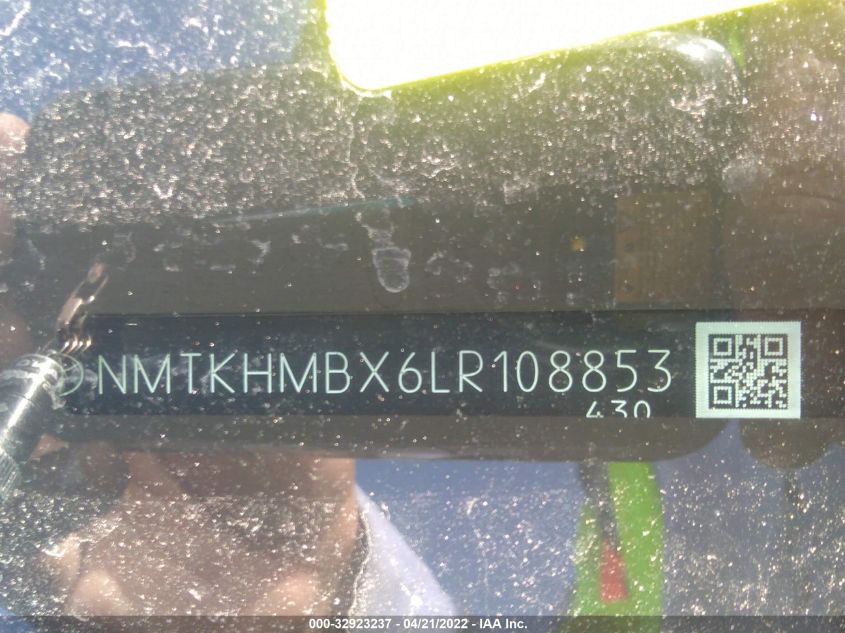 NMTKHMBX6LR108853
430
000-32923237 - 04/21/2022 - IAA Inc.